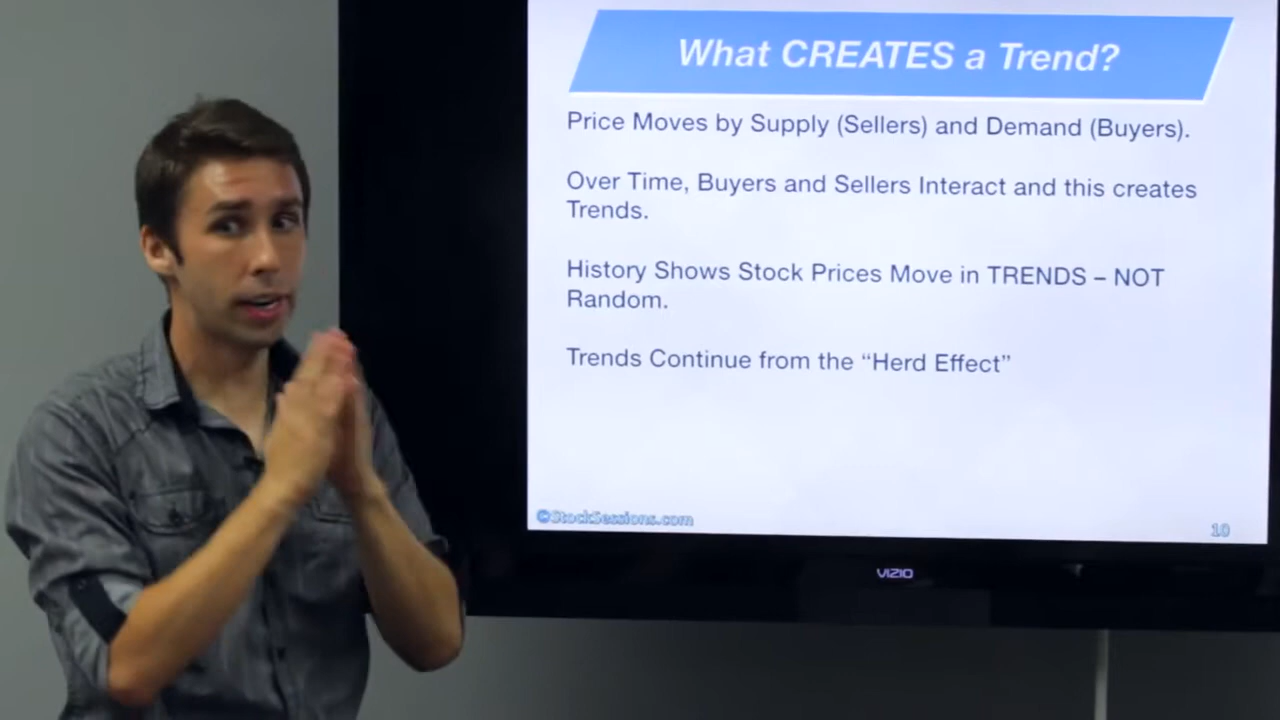 What CREATES a Trend?
Price Moves by Supply (Sellers) and Demand (Buyers).
Over Time, Buyers and Sellers Interact and this creates
Trends.
History Shows Stock Prices Move in TRENDS – NOT
Random.
Trends Continue from the “Herd Effect”
©StockSessions.com
10
VIZIO